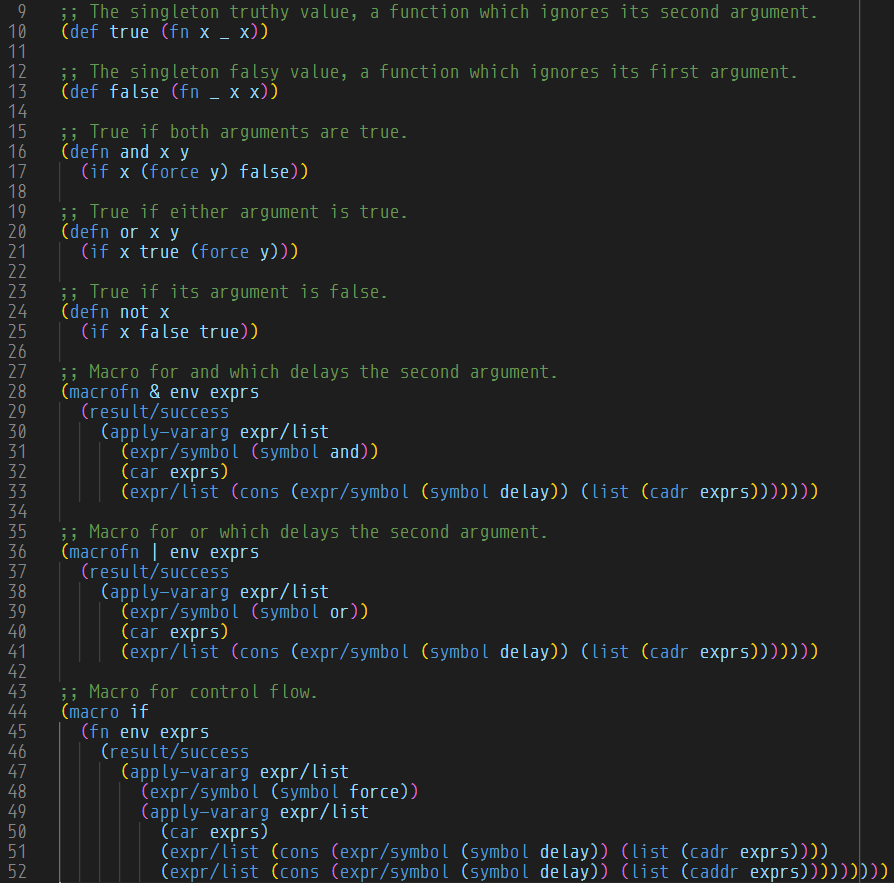 9 ;; The singleton truthy value, a function which ignores its second argument.
10 (def true (fn x _ x))
11
12 ;; The singleton falsy value, a function which ignores its first argument.
13 (def false (fn _ x x))
14
15 ;; True if both arguments are true.
16 (defn and x y
17   (if x (force y) false))
18
19 ;; True if either argument is true.
20 (defn or x y
21   (if x true (force y)))
22
23 ;; True if its argument is false.
24 (defn not x
25   (if x false true))
26
27 ;; Macro for and which delays the second argument.
28 (macrofn & env exprs
29   (result/success
30     (apply-vararg expr/list
31       (expr/symbol (symbol and))
32       (car exprs)
33       (expr/list (cons (expr/symbol (symbol delay)) (list (cadr exprs)))))))
34
35 ;; Macro for or which delays the second argument.
36 (macrofn | env exprs
37   (result/success
38     (apply-vararg expr/list
39       (expr/symbol (symbol or))
40       (car exprs)
41       (expr/list (cons (expr/symbol (symbol delay)) (list (cadr exprs)))))))
42
43 ;; Macro for control flow.
44 (macro if
45   (fn env exprs
46     (result/success
47       (apply-vararg expr/list
48         (expr/symbol (symbol force))
49         (apply-vararg expr/list
50           (car exprs)
51           (expr/list (cons (expr/symbol (symbol delay)) (list (cadr exprs))))
52           (expr/list (cons (expr/symbol (symbol delay)) (list (caddr exprs)))))))))